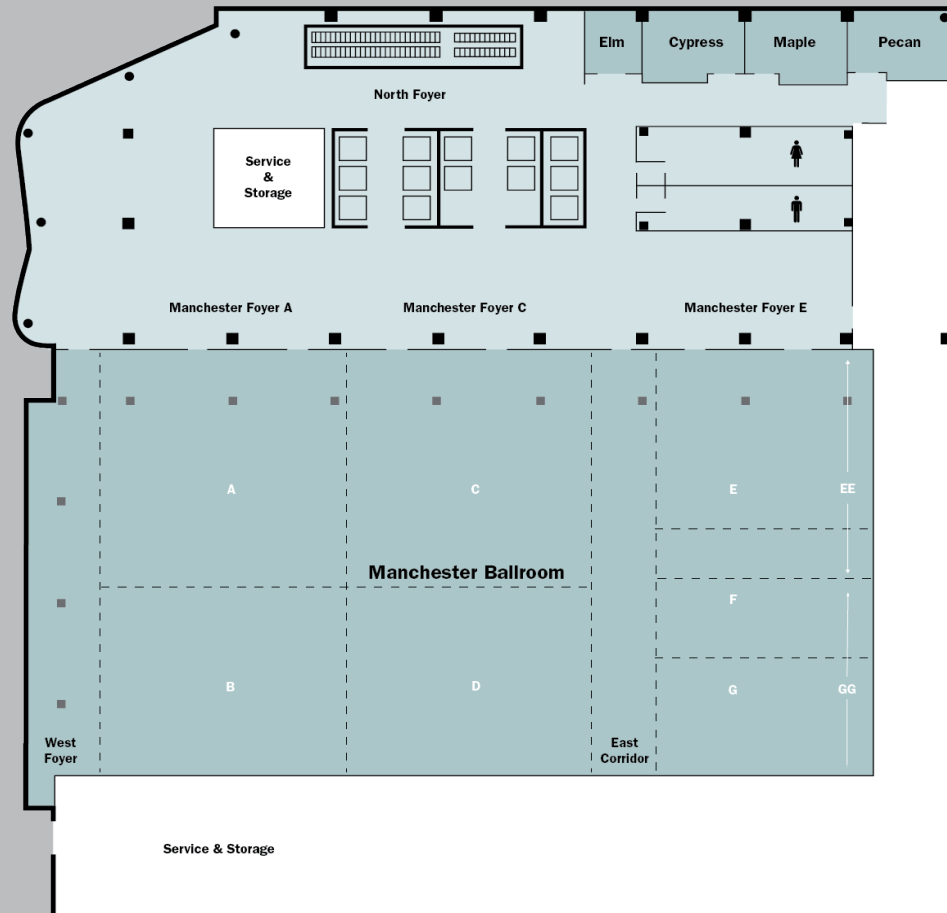 Elm
Cypress
Maple
Pecan
North Foyer
Service
&
Storage
Manchester Foyer A
Manchester Foyer C
Manchester Foyer E
A
C
E
EE
Manchester Ballroom
F
B
D
G
GG
West
Foyer
East
Corridor
Service & Storage